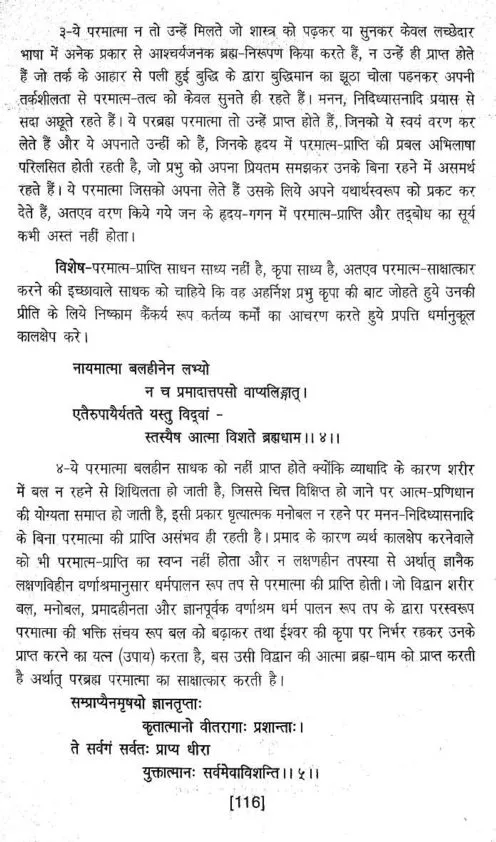 ३-ये परमात्मा न तो उन्हें मिलते जो शास्त्र को पढ़कर या सुनकर केवल लच्छेदार
भाषा में अनेक प्रकार से आश्चर्यजनक ब्रह्म-निरूपण किया करते हैं, न उन्हें ही प्राप्त होते
हैं जो तर्क के आहार से पली हुई बुद्धि के द्वारा बुद्धिमान का झूठा चोला पहनकर अपनी
तर्कशीलता से परमात्म-तत्व को केवल सुनते ही रहते हैं। मनन, निदिध्यासनादि प्रयास से
सदा अछूते रहते हैं। ये परब्रह्म परमात्मा तो उन्हें प्राप्त होते हैं, जिनको ये स्वयं वरण कर
लेते हैं और ये अपनाते उन्हीं को हैं, जिनके हृदय में परमात्म-प्राप्ति की प्रबल अभिलाषा
परिलसित होती रहती है, जो प्रभु को अपना प्रियतम समझकर उनके बिना रहने में असमर्थ
रहते हैं। ये परमात्मा जिसको अपना लेते हैं उसके लिये अपने यथार्थस्वरूप को प्रकट कर
देते हैं, अतएव वरण किये गये जन के हृदय-गगन में परमात्म-प्राप्ति और तद्बोध का सूर्य
कभी अस्त नहीं होता।
विशेष-परमात्म-प्राप्ति साधन साध्य नहीं है, कृपा साध्य है, अतएव परमात्म-साक्षात्कार
करने की इच्छावाले साधक को चाहिये कि वह अहर्निश प्रभु कृपा की बाट जोहते हुये उनकी
प्रीति के लिये निष्काम कैंकर्य रूप कर्तव्य कर्मों का आचरण करते हुये प्रपत्ति धर्मानुकूल
कालक्षेप करे।
नायमात्मा बलहीनेन लभ्यो
न च प्रमादात्तपसो वाप्यलिङ्गात्।
एतैरुपायैर्यतते यस्तु विद्वां -
स्तस्यैष आत्मा विशते ब्रह्मधाम।।४।।
४-ये परमात्मा बलहीन साधक को नहीं प्राप्त होते क्योंकि व्याधादि के कारण शरीर
में बल न रहने से शिथिलता हो जाती है, जिससे चित्त विक्षिप्त हो जाने पर आत्म-प्रणिधान
की योग्यता समाप्त हो जाती है, इसी प्रकार धृत्यात्मक मनोबल न रहने पर मनन-निदिध्यासनादि
के बिना परमात्मा की प्राप्ति असंभव ही रहती है। प्रमाद के कारण व्यर्थ कालक्षेप करनेवाले
को भी परमात्म-प्राप्ति का स्वप्न नहीं होता और न लक्षणहीन तपस्या से अर्थात् ज्ञानैक
लक्षणविहीन वर्णाश्रमानुसार धर्मपालन रूप तप से परमात्मा की प्राप्ति होती। जो विद्वान शरीर
बल, मनोबल, प्रमादहीनता और ज्ञानपूर्वक वर्णाश्रम धर्म पालन रूप तप के द्वारा परस्वरूप
परमात्मा की भक्ति संचय रूप बल को बढ़ाकर तथा ईश्वर की कृपा पर निर्भर रहकर उनके
प्राप्त करने का यत्न (उपाय) करता है, बस उसी विद्वान की आत्मा ब्रह्म-धाम को प्राप्त करती
है अर्थात् परब्रह्म परमात्मा का साक्षात्कार करती है।
सम्प्राप्यैनमृषयो ज्ञानतृप्ताः
कृतात्मानो वीतरागाः प्रशान्ताः।
ते सर्वगं सर्वतः प्राप्य धीरा
युक्तात्मानः सर्वमेवाविशन्ति।।५।।
[116]